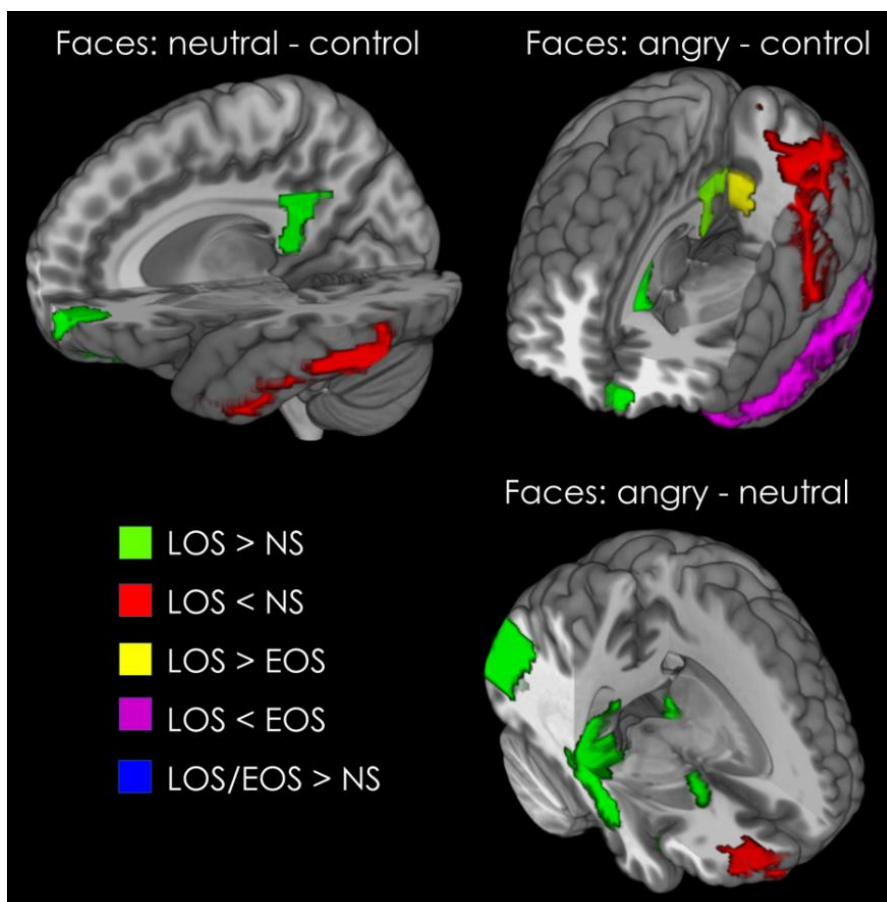 Faces: neutral - control
Faces: angry - control
Faces: angry - neutral
LOS > NS
LOS < NS
LOS > EOS
LOS < EOS
LOS/EOS > NS